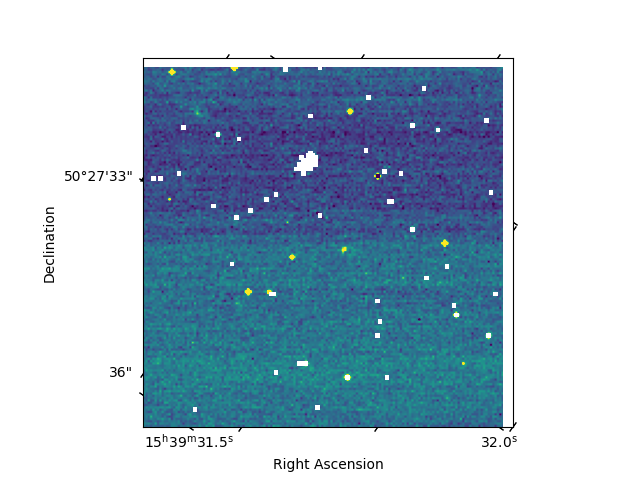 Declination
50°27'33"
36"
15ʰ39ᵐ31.5ˢ
32.0ˢ
Right Ascension